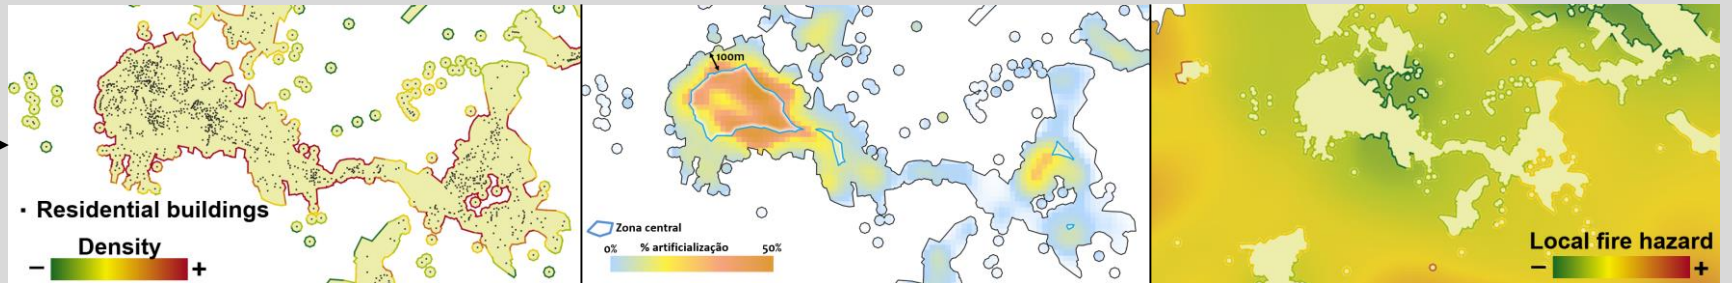 · Residential buildings
Density
– +
100m
Zona central
0% % artificialização 50%
Local fire hazard
– +